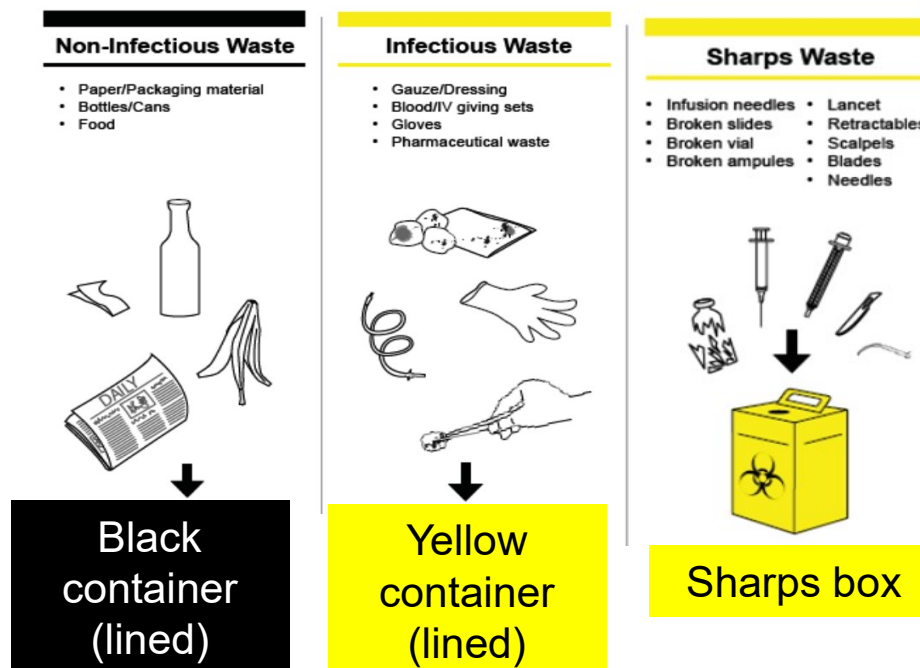 Non-Infectious Waste
• Paper/Packaging material
• Bottles/Cans
• Food
DAILY
Black
container
(lined)
Infectious Waste
• Gauze/Dressing
• Blood/IV giving sets
• Gloves
• Pharmaceutical waste
Yellow
container
(lined)
Sharps Waste
• Infusion needles
• Broken slides
• Broken vial
• Broken ampules
• Lancet
• Retractables
• Scalpels
• Blades
• Needles
Sharps box